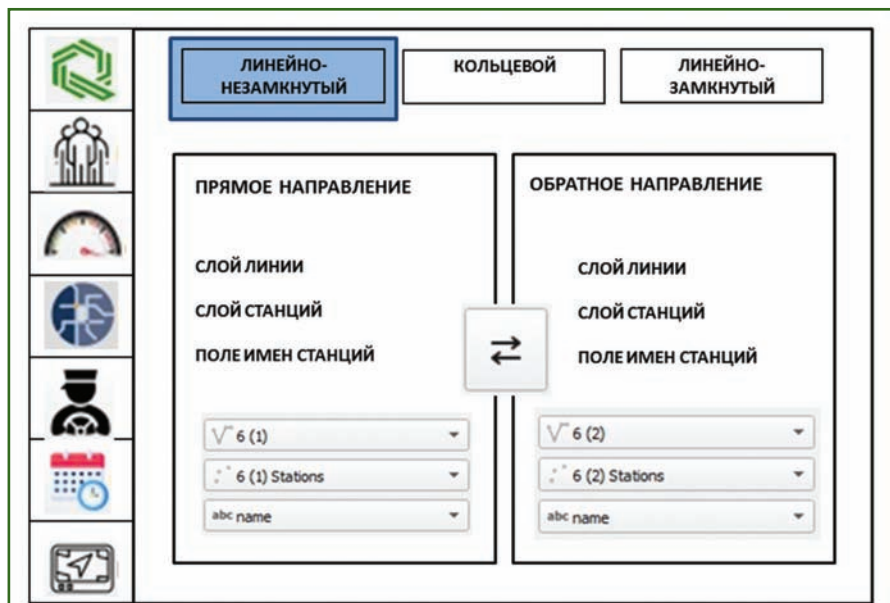 ЛИНЕЙНО-
НЕЗАМКНУТЫЙ
КОЛЬЦЕВОЙ
ЛИНЕЙНО-
ЗАМКНУТЫЙ
ПРЯМОЕ НАПРАВЛЕНИЕ
СЛОЙ ЛИНИИ
СЛОЙ СТАНЦИЙ
ПОЛЕ ИМЕН СТАНЦИЙ
6 (1)
6 (1) Stations
abc name
ОБРАТНОЕ НАПРАВЛЕНИЕ
СЛОЙ ЛИНИИ
СЛОЙ СТАНЦИЙ
ПОЛЕ ИМЕН СТАНЦИЙ
6 (2)
6 (2) Stations
abc name